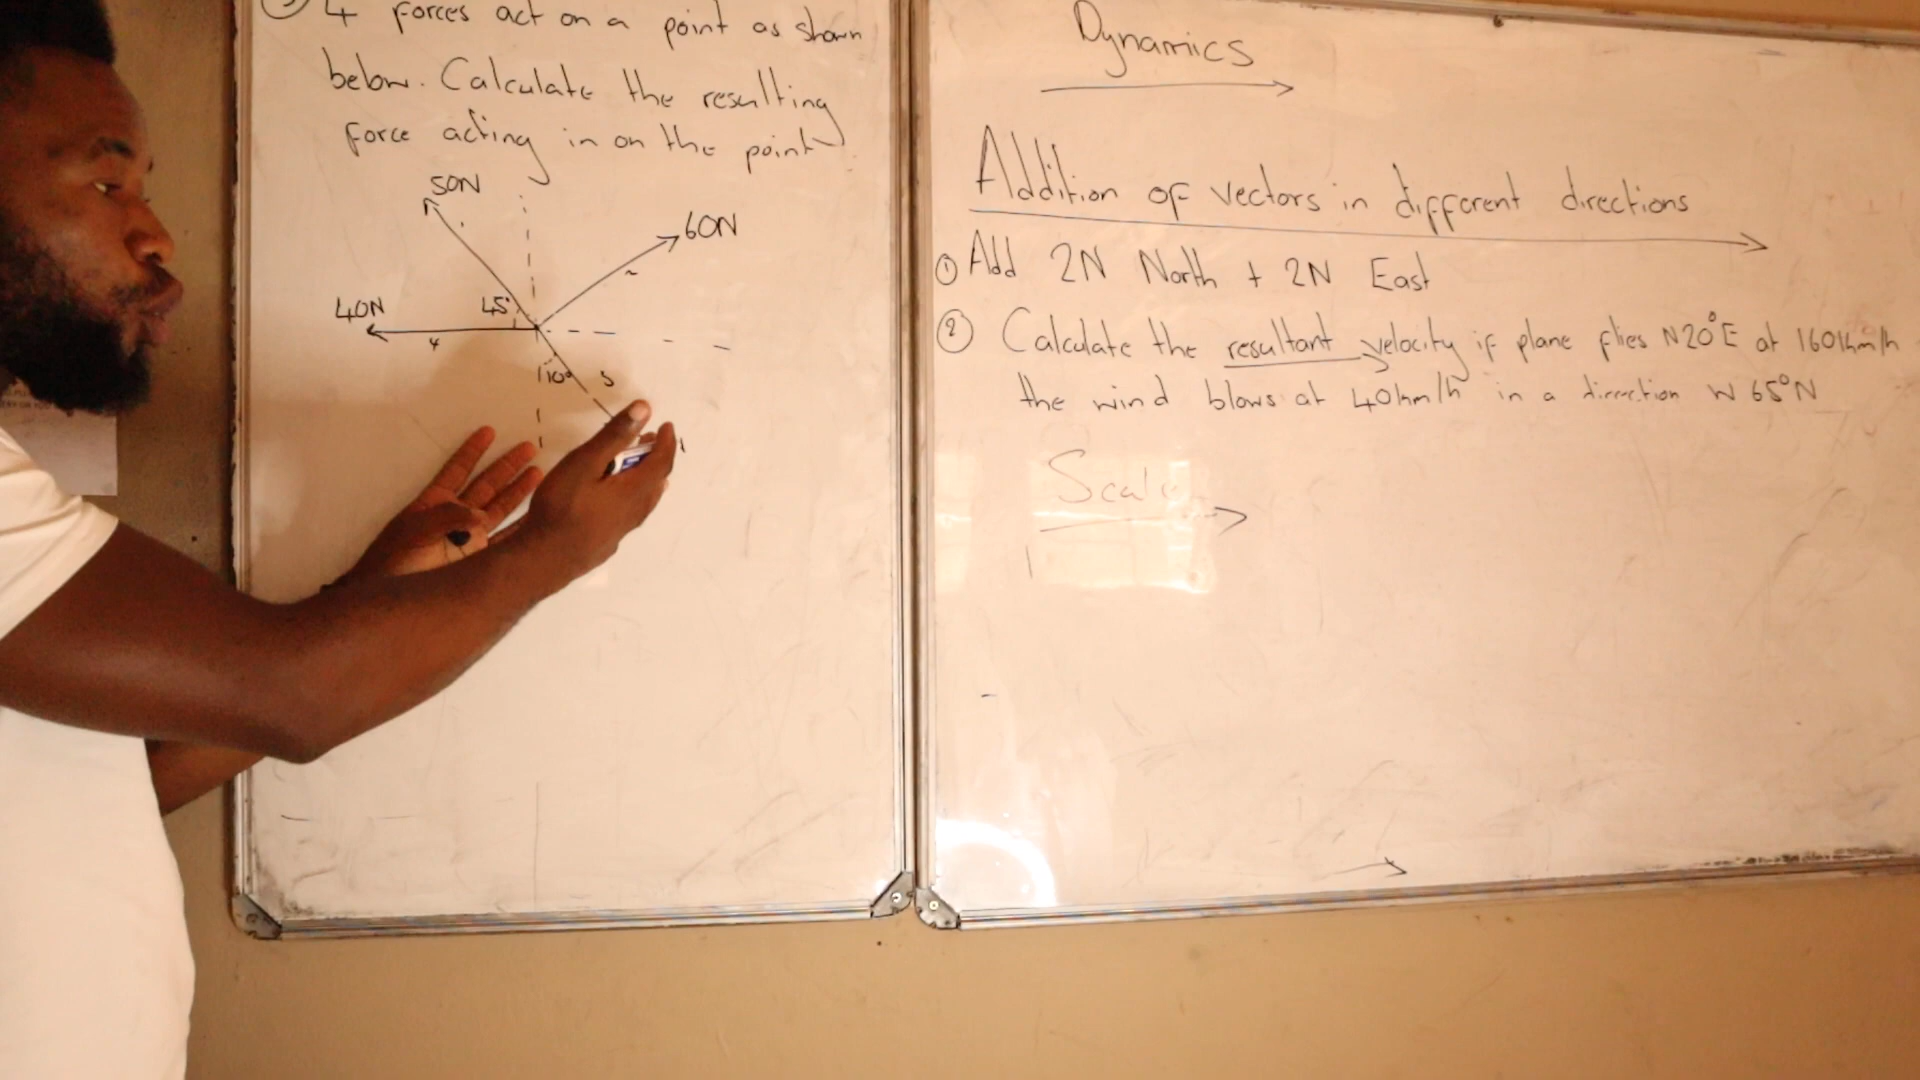 ③ 4 forces act on a point as shown
below. Calculate the resulting
force acting in on the point
50N
60N
40N
45°
10°
Dynamics
Addition of vectors in different directions
① Add 2N North + 2N East
② Calculate the resultant velocity if plane flies N20°E at 160km/h
the wind blows at 40km/h in a direction W 65°N
Scale